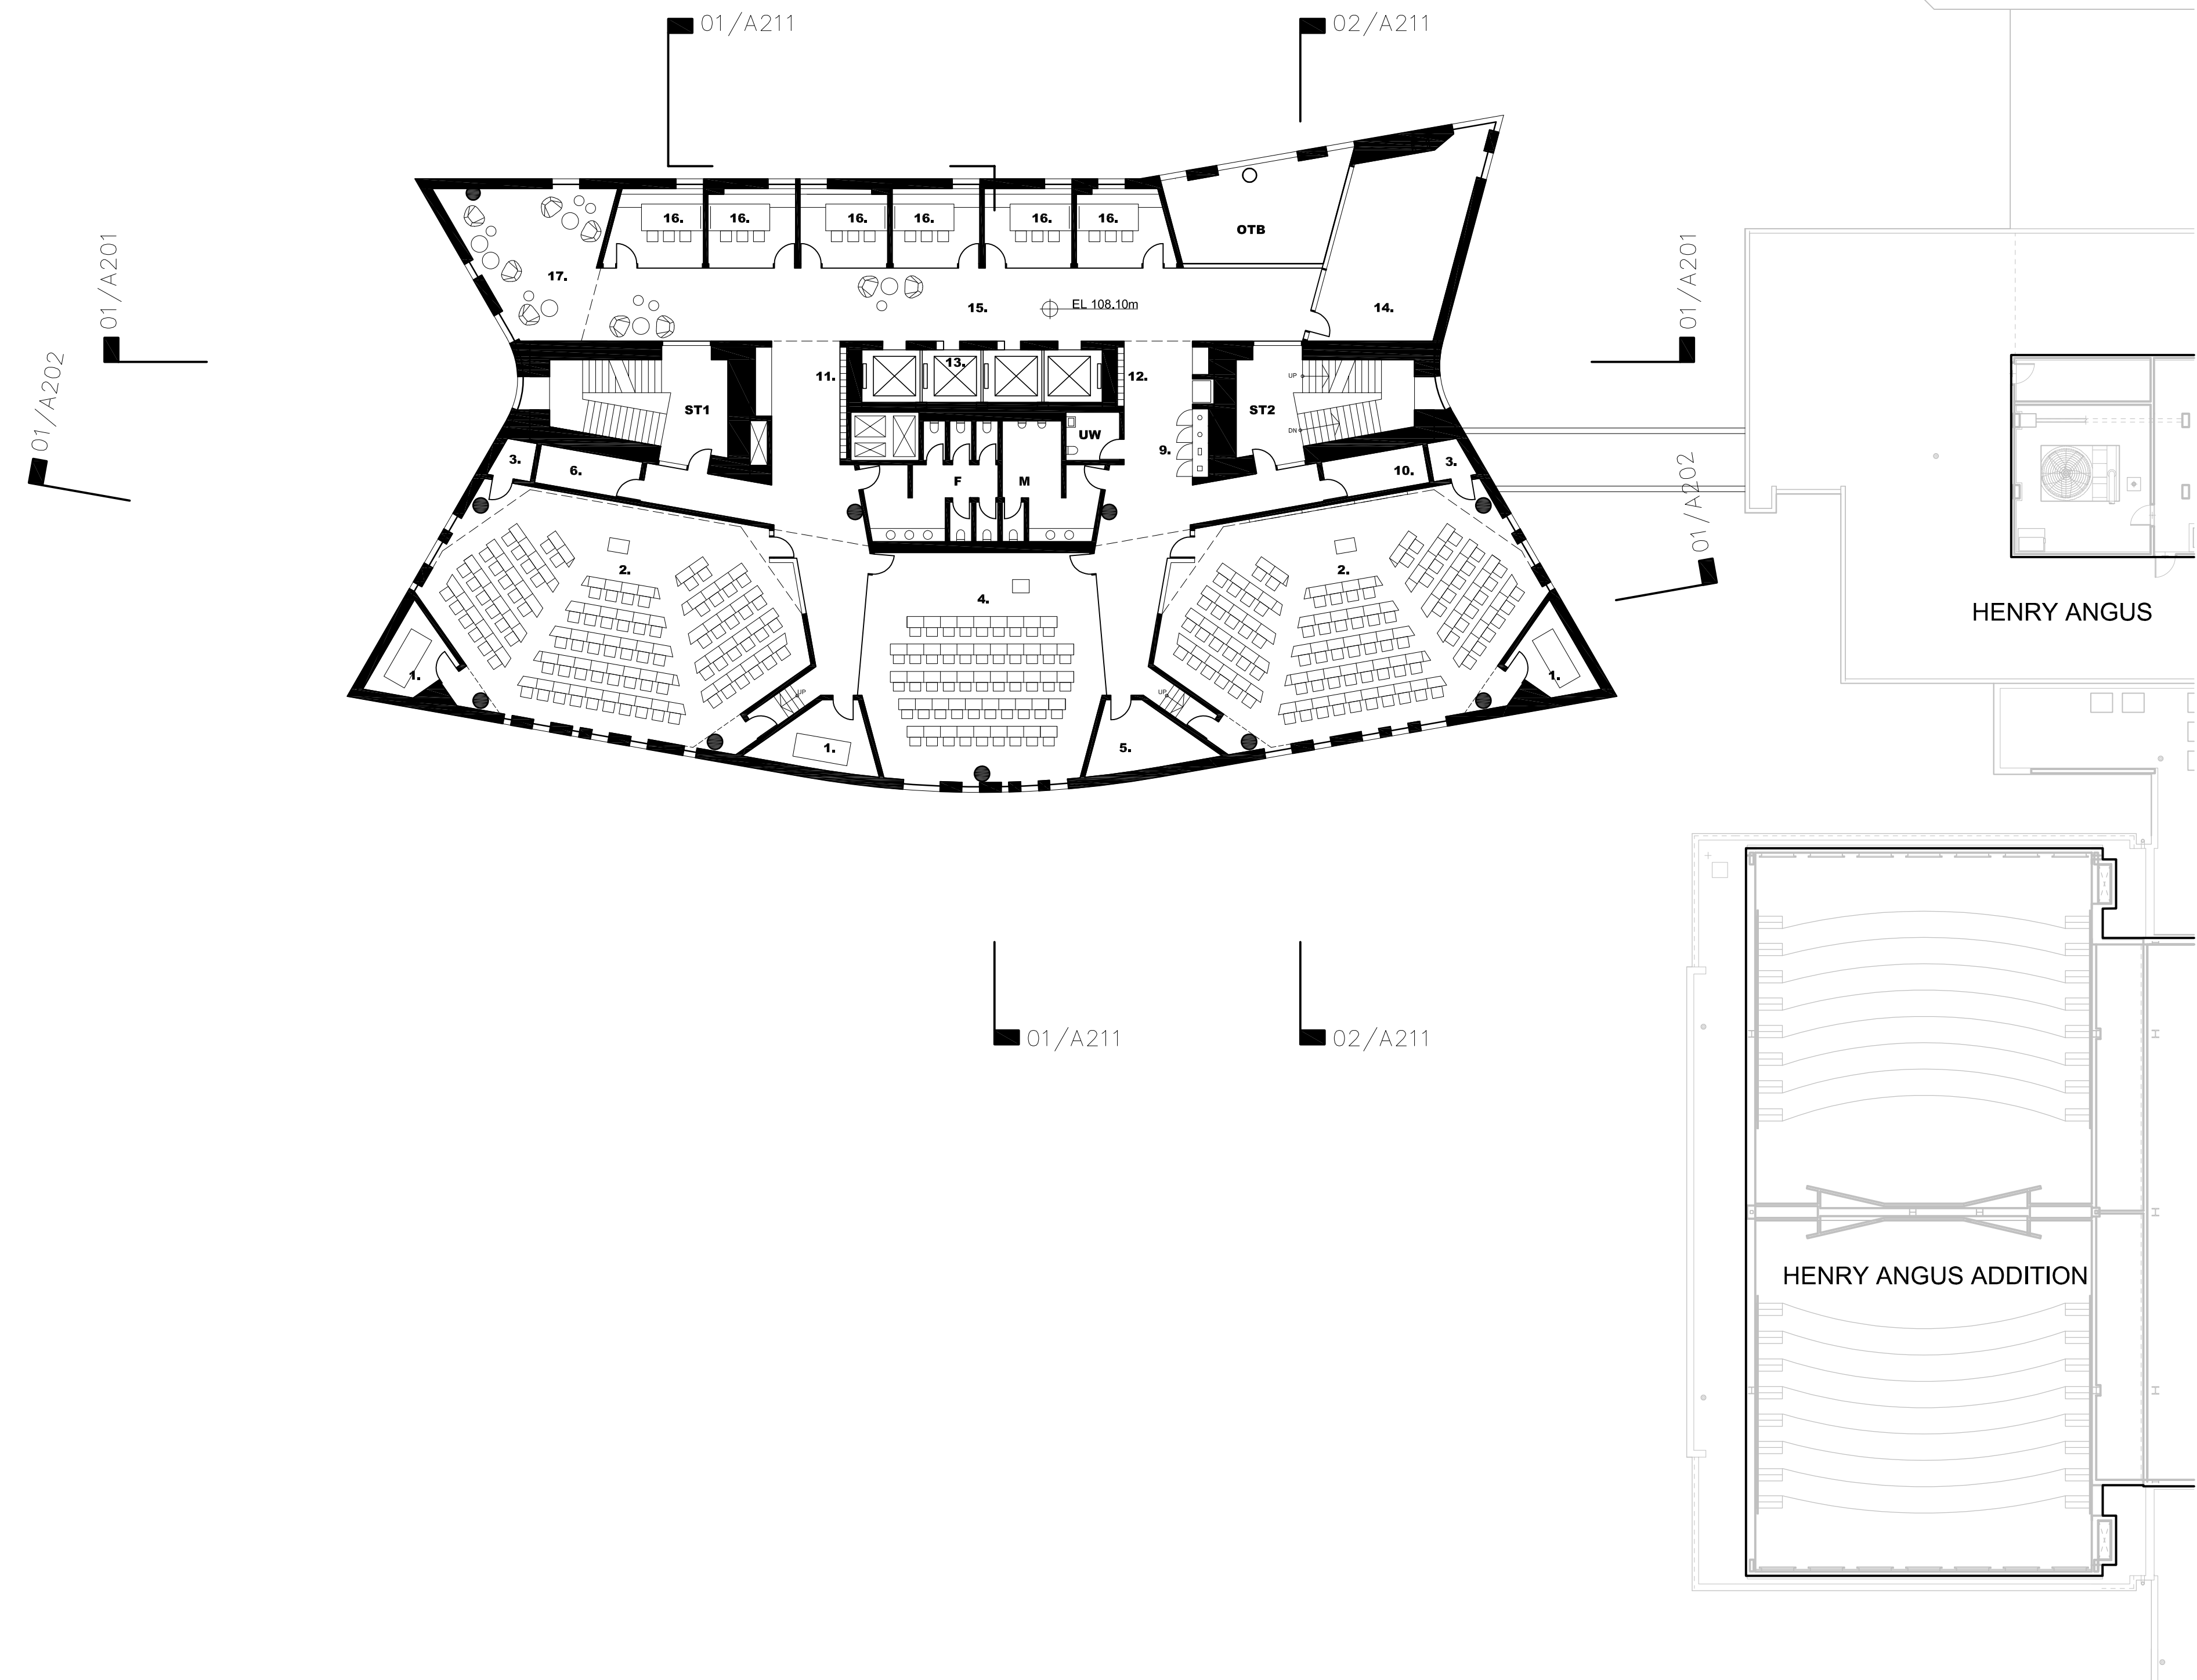 01/A211
02/A211
16.
16.
16.
16.
16.
16.
OTB
17.
15.
EL 108.10m
14.
01/A201
01/A201
01/A202
11.
13.
12.
UP
ST1
ST2
DN
UW
9.
3.
6.
F
M
10.
3.
01/A202
2.
4.
2.
HENRY ANGUS
1.
UP
UP
1.
1.
5.
01/A211
02/A211
HENRY ANGUS ADDITION